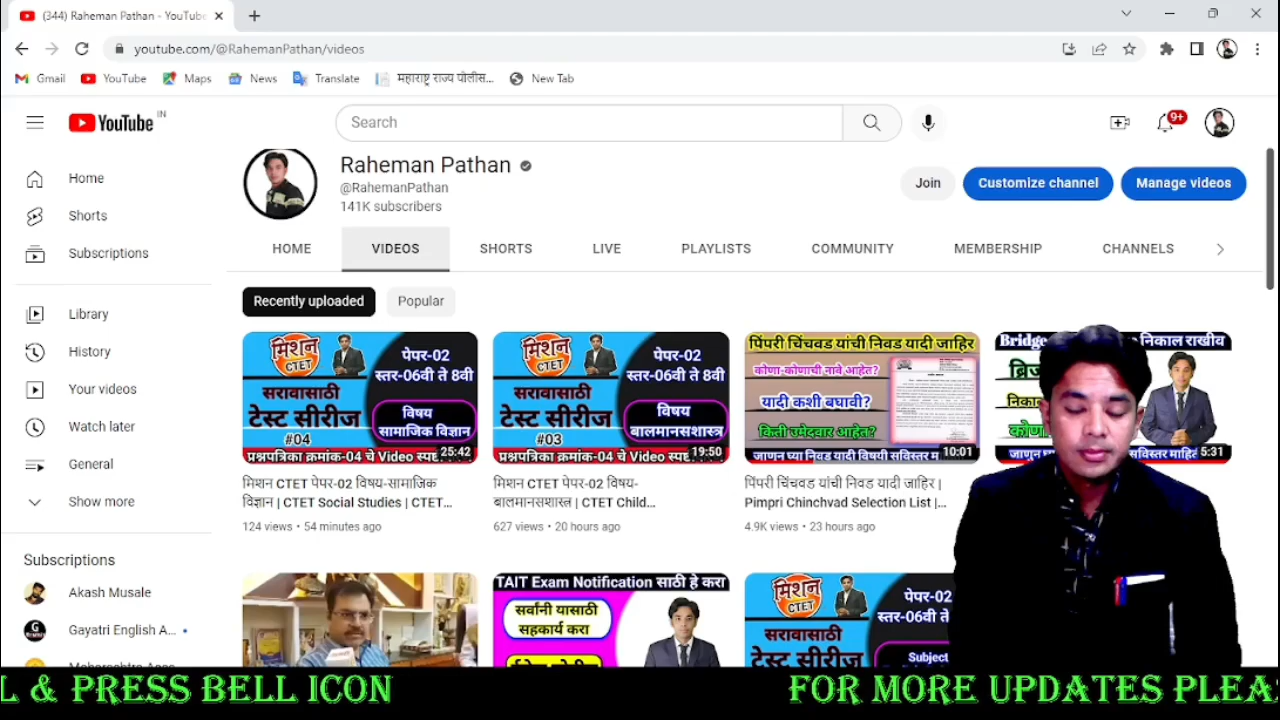 (344) Raheman Pathan - YouTube
youtube.com/@RahemanPathan/videos
Gmail
YouTube
Maps
News
Translate
महाराष्ट्र राज्य पोलीस...
New Tab
YouTube IN
Search
9+
Home
Shorts
Subscriptions
Library
History
Your videos
Watch later
General
Show more
Subscriptions
Akash Musale
Gayatri English A...
Raheman Pathan
@RahemanPathan
141K subscribers
Join
Customize channel
Manage videos
HOME
VIDEOS
SHORTS
LIVE
PLAYLISTS
COMMUNITY
MEMBERSHIP
CHANNELS
Recently uploaded
Popular
मिशन
CTET
पेपर-02
स्तर-06वी ते 8वी
सरावासाठी
टेस्ट सीरीज
विषय
सामाजिक विज्ञान
#04
प्रश्नपत्रिका क्रमांक-04 चे Video स्पष्
25:42
मिशन CTET पेपर-02 विषय-सामाजिक
विज्ञान | CTET Social Studies | CTET...
124 views • 54 minutes ago
मिशन
CTET
पेपर-02
स्तर-06वी ते 8वी
सरावासाठी
टेस्ट सीरीज
विषय
बालमानसशास्त्र
#03
प्रश्नपत्रिका क्रमांक-03 चे Video स्पष्
19:50
मिशन CTET पेपर-02 विषय-
बालमानसशास्त्र | CTET Child...
627 views • 20 hours ago
पिंपरी चिंचवड यांची निवड यादी जाहिर
कोणा-कोणाची नावे आहेत?
यादी कशी बघावी?
किती उमेदवार आहेत?
जाणन घ्या निवड यादी विषयी सविस्तर म
10:01
पिंपरी चिंचवड यांची निवड यादी जाहिर |
Pimpri Chinchvad Selection List |...
4.9K views • 23 hours ago
Bridge
निकाल राखीव
ब्रिज
निका
कोण
जाणून घ्
सविस्तर माहि
5:31
TAIT Exam Notification साठी हे करा
सर्वांनी यासाठी
सहकार्य करा
मिशन
CTET
पेपर-02
स्तर-06वी ते
सरावासाठी
टेस्ट सीरीज
Subject
L & PRESS BELL ICON
FOR MORE UPDATES PLEA